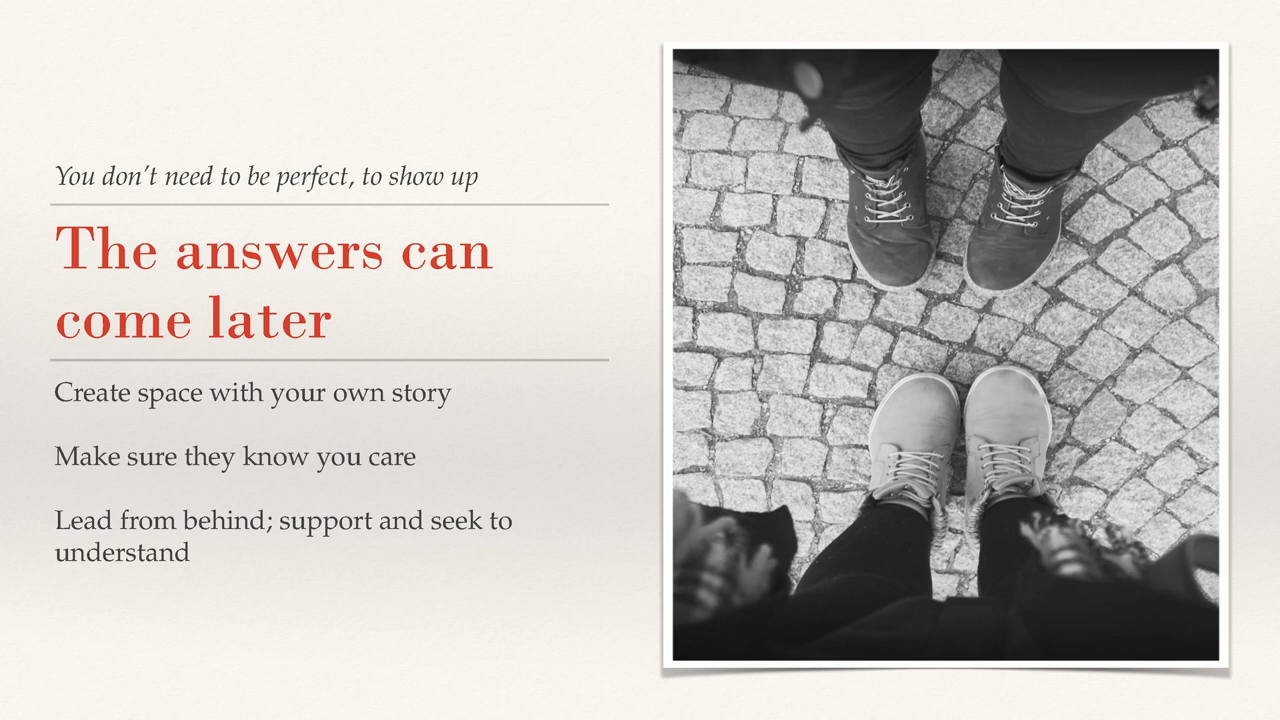 You don't need to be perfect, to show up
The answers can
come later
Create space with your own story
Make sure they know you care
Lead from behind; support and seek to
understand